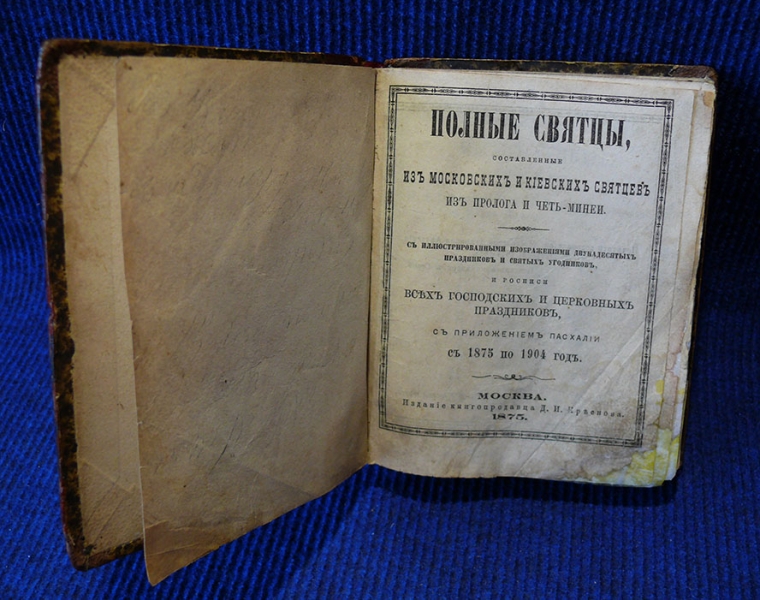 ПОЛНЫЕ СВЯТЦЫ,
СОСТАВЛЕННЫЕ
ИЗЪ МОСКОВСКИХЪ И КІЕВСКИХЪ СВЯТЦЕВЪ
ИЗЪ ПРОЛОГА И ЧЕТЬ-МИНЕИ.
СЪ ИЛЛЮСТРИРОВАННЫМИ ИЗОБРАЖЕНІЯМИ ДВУНАДЕСЯТЫХЪ
ПРАЗДНИКОВЪ И СВЯТЫХЪ УГОДНИКОВЪ,
И РОСПИСИ
ВСѢХЪ ГОСПОДСКИХЪ И ЦЕРКОВНЫХЪ
ПРАЗДНИКОВЪ,
СЪ ПРИЛОЖЕНІЕМЪ ПАСХАЛІИ
СЪ 1875 ПО 1904 ГОДЪ.
МОСКВА.
Изданіе книгопродавца Д. И. Краснова.
1875.